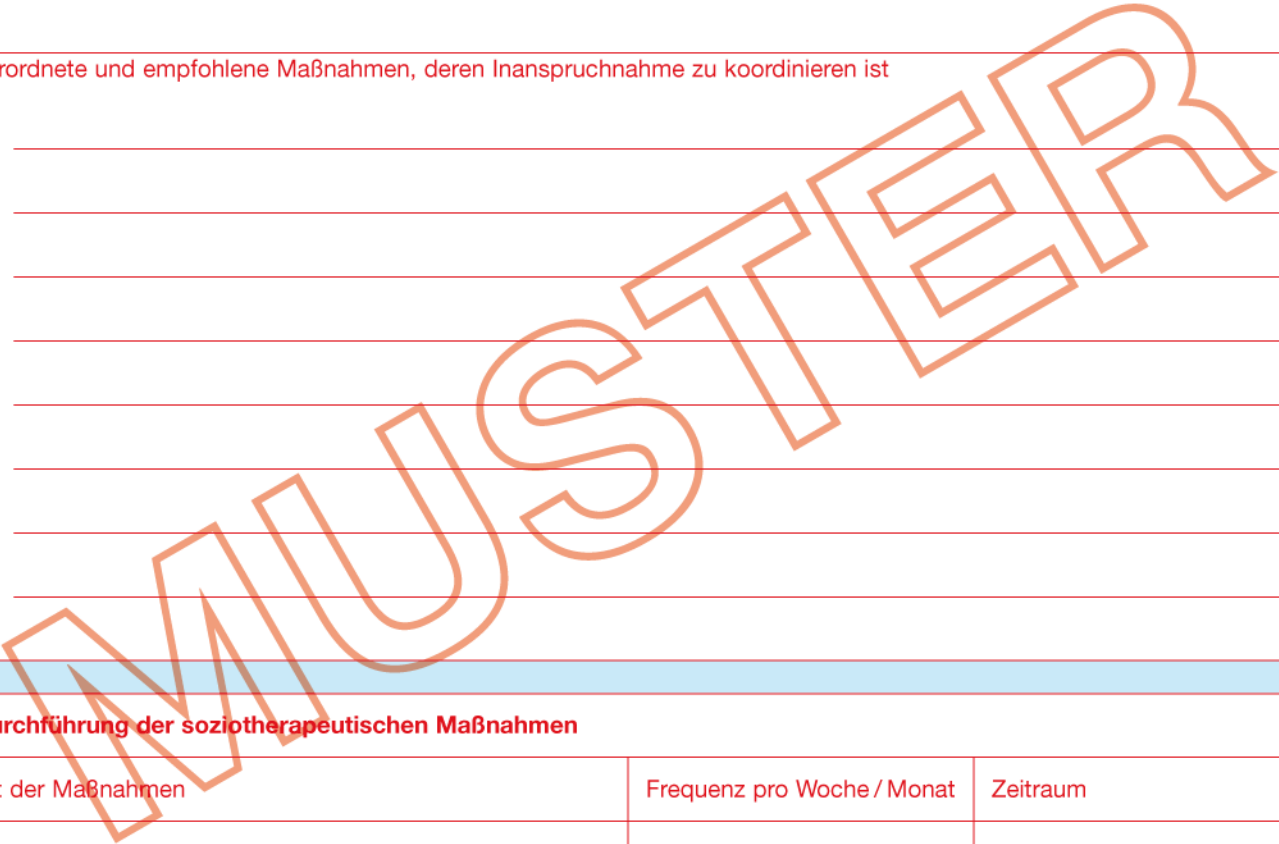 rordnete und empfohlene Maßnahmen, deren Inanspruchnahme zu koordinieren ist
MUSTER
urchführung der soziotherapeutischen Maßnahmen
t der Maßnahmen Frequenz pro Woche / Monat Zeitraum